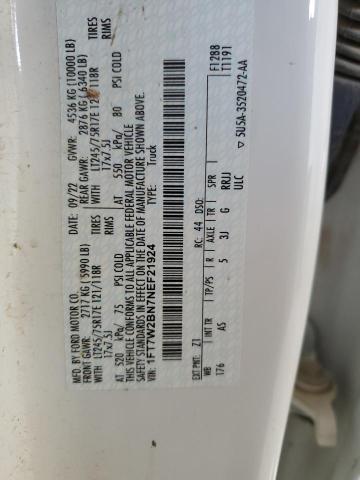 MFD. BY FORD MOTOR CO.
DATE: 09/22 GVWR: 4536 KG (10000 LB)
FRONT GAWR: 2717 KG (5990 LB) REAR GAWR: 2876 KG (6340 LB)
LT245/75R17E 121/118R LT245/75R17E 121/118R TIRES
17x7.5J 17x7.5J RIMS
AT 520 kPa/ 75 PSI COLD AT 550 kPa/ 80 PSI COLD
THIS VEHICLE CONFORMS TO ALL APPLICABLE FEDERAL MOTOR VEHICLE
SAFETY STANDARDS IN EFFECT ON THE DATE OF MANUFACTURE SHOWN ABOVE.
VIN: 1FT7W2BN7NEF21924
TYPE: Truck
F1288
T1191
EXT PNT: Z1 RC: 44 DSO:
WB INT TR TP/PS R AXLE TR SPR
176 AS 5 3J G RRJJ
ULC
5U5A-3520472-AA
TIRES
RIMS